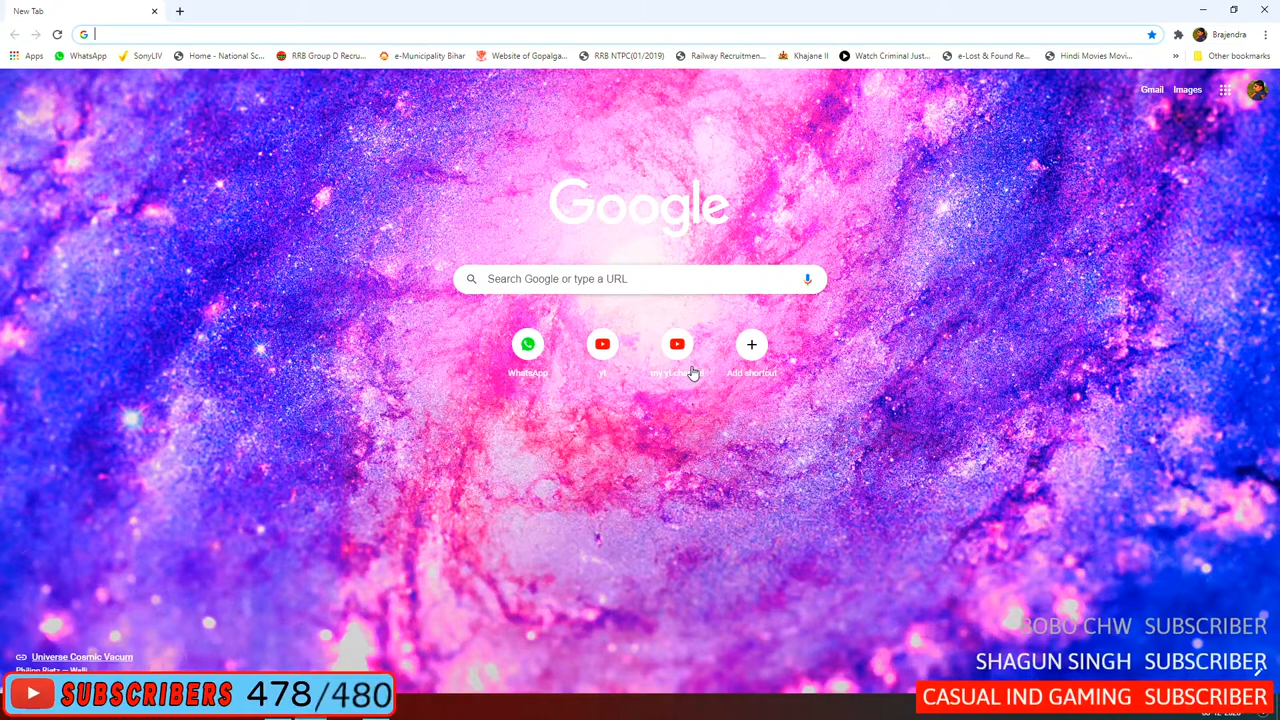 New Tab
Apps
WhatsApp
SonyLIV
Home - National Sc...
RRB Group D Recru...
e-Municipality Bihar
Website of Gopalga...
RRB NTPC(01/2019)
Railway Recruitmen...
Khajane II
Watch Criminal Just...
e-Lost & Found Re...
Hindi Movies Movi...
»
Other bookmarks
Brajendra
Gmail
Images
Google
Search Google or type a URL
WhatsApp
yt
my yt
Add shortcut
BOBO CHW SUBSCRIBER
SHAGUN SINGH SUBSCRIBER
CASUAL IND GAMING SUBSCRIBER
Universe Cosmic Vacum
SUBSCRIBERS 478/480